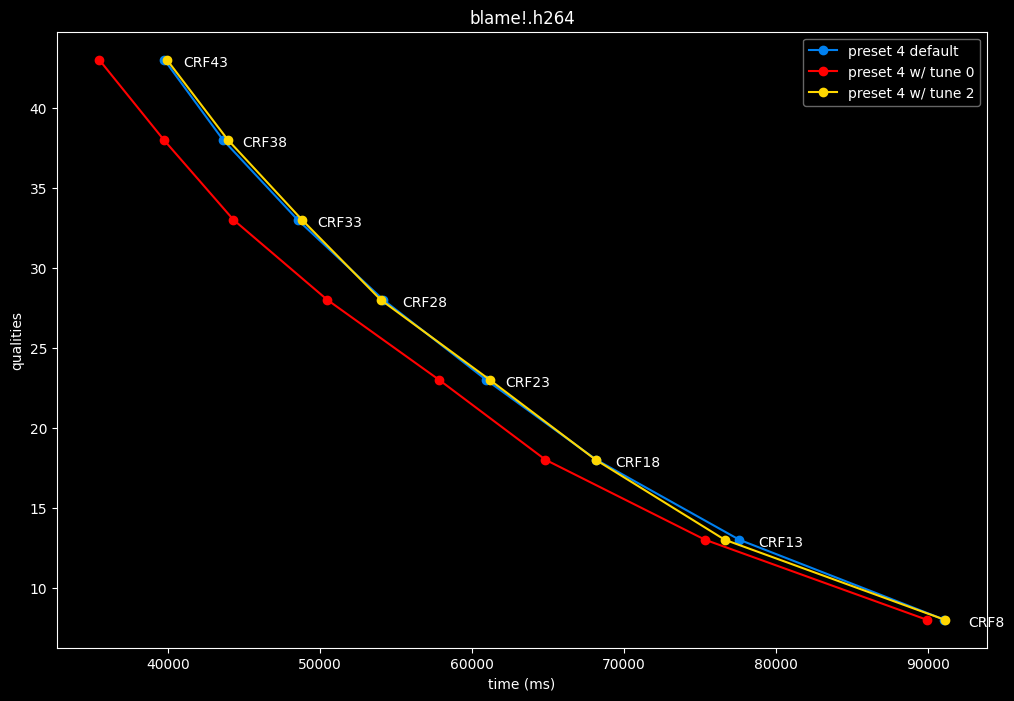 blame!.h264
preset 4 default
preset 4 w/ tune 0
preset 4 w/ tune 2
CRF43
CRF38
CRF33
CRF28
CRF23
CRF18
CRF13
CRF8
40
35
30
25
20
15
10
qualities
40000 50000 60000 70000 80000 90000
time (ms)